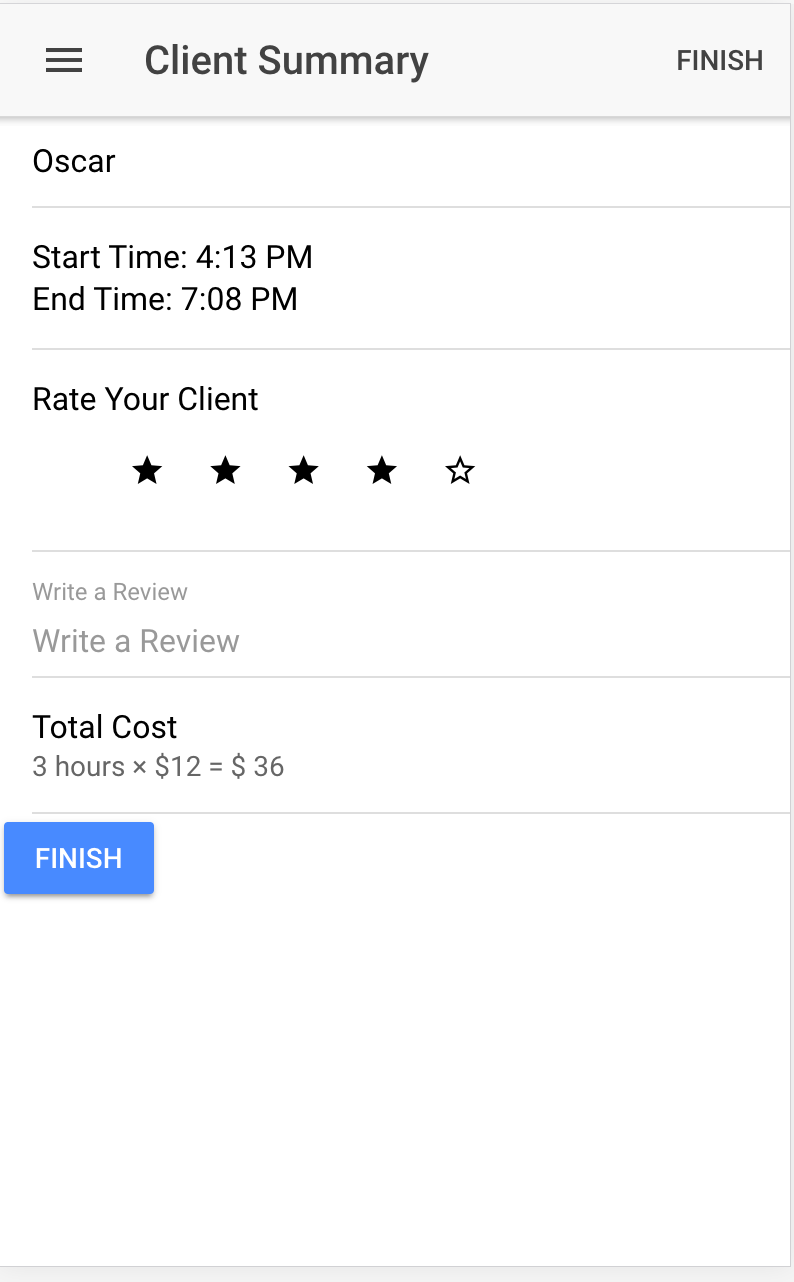 Client Summary
FINISH
Oscar
Start Time: 4:13 PM
End Time: 7:08 PM
Rate Your Client
Write a Review
Write a Review
Total Cost
3 hours × $12 = $ 36
FINISH